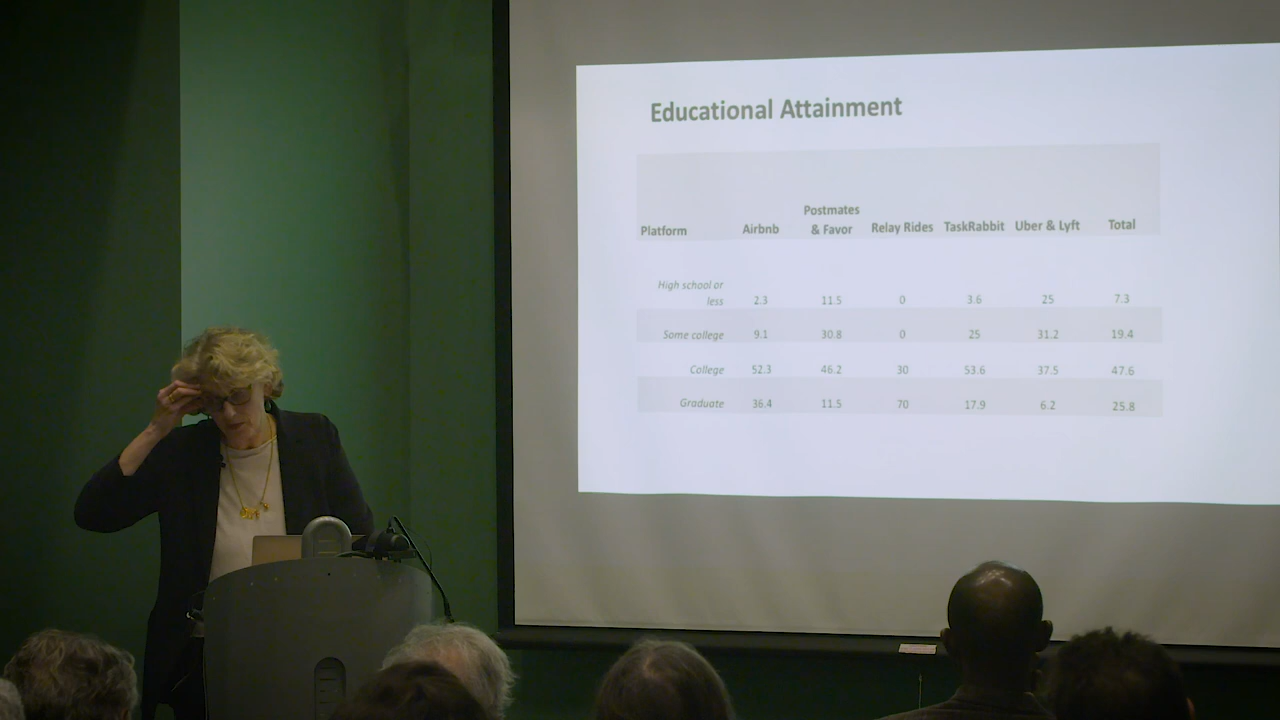 Educational Attainment
Postmates
Platform Airbnb & Favor Relay Rides TaskRabbit Uber & Lyft Total
High school or
less 2.3 11.5 0 3.6 25 7.3
Some college 9.1 30.8 0 25 31.2 19.4
College 52.3 46.2 30 53.6 37.5 47.6
Graduate 36.4 11.5 70 17.9 6.2 25.8